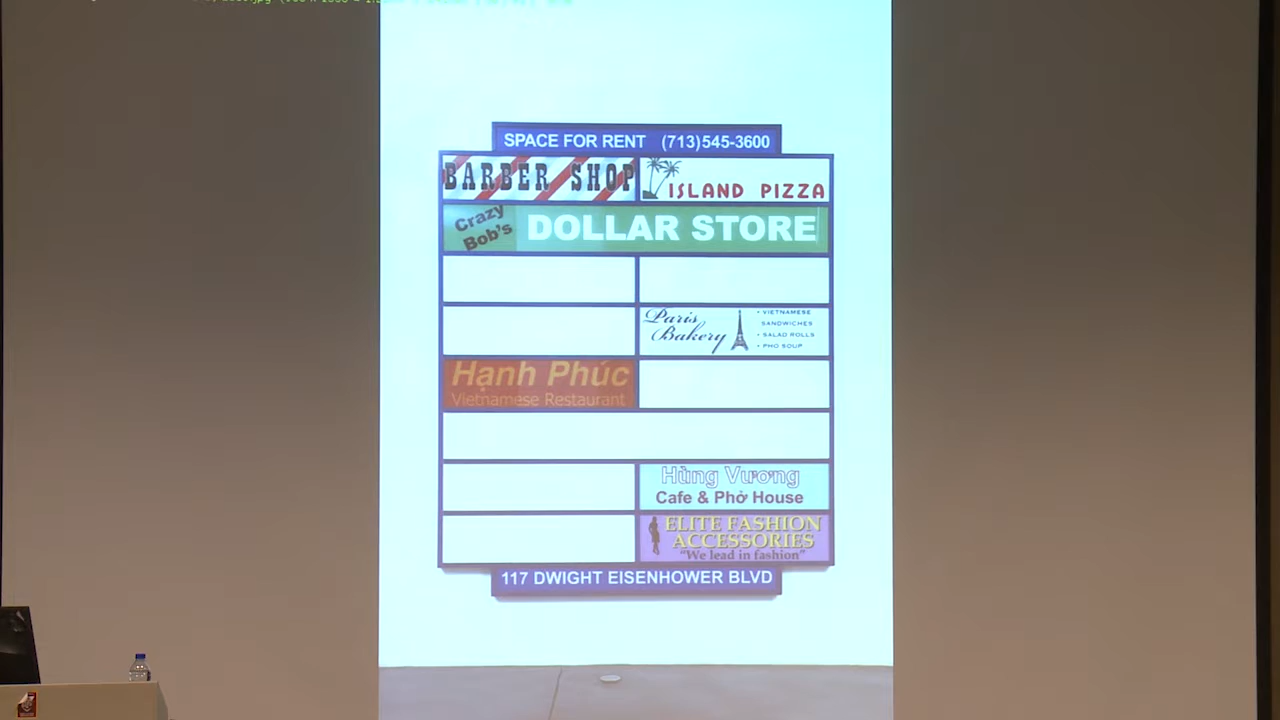 SPACE FOR RENT (713)545-3600
BARBER SHOP
ISLAND PIZZA
Crazy Bob's
DOLLAR STORE
Paris
Bakery
• VIETNAMESE
SANDWICHES
• SALAD ROLLS
• PHO SOUP
Hạnh Phúc
Vietnamese Restaurant
Hùng Vương
Cafe & Phở House
ELITE FASHION
ACCESSORIES
"We lead in fashion"
117 DWIGHT EISENHOWER BLVD